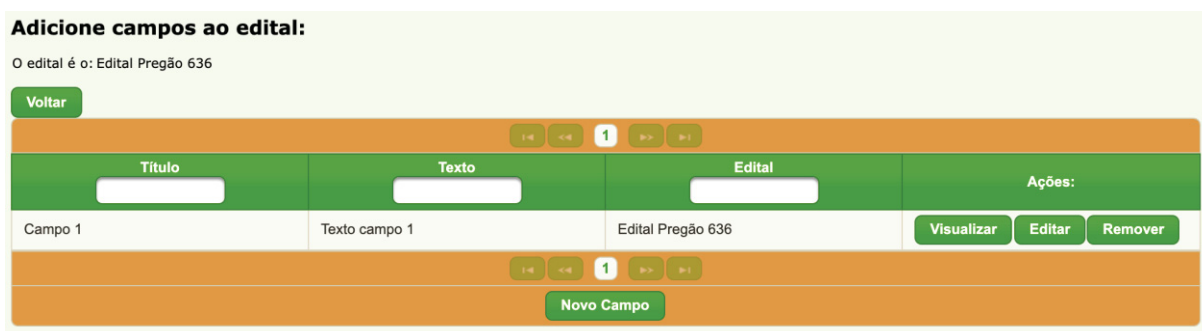 Adicione campos ao edital:
O edital é o: Edital Pregão 636
Voltar
1
Título Texto Edital Ações:
Campo 1 Texto campo 1 Edital Pregão 636 Visualizar Editar Remover
1
Novo Campo